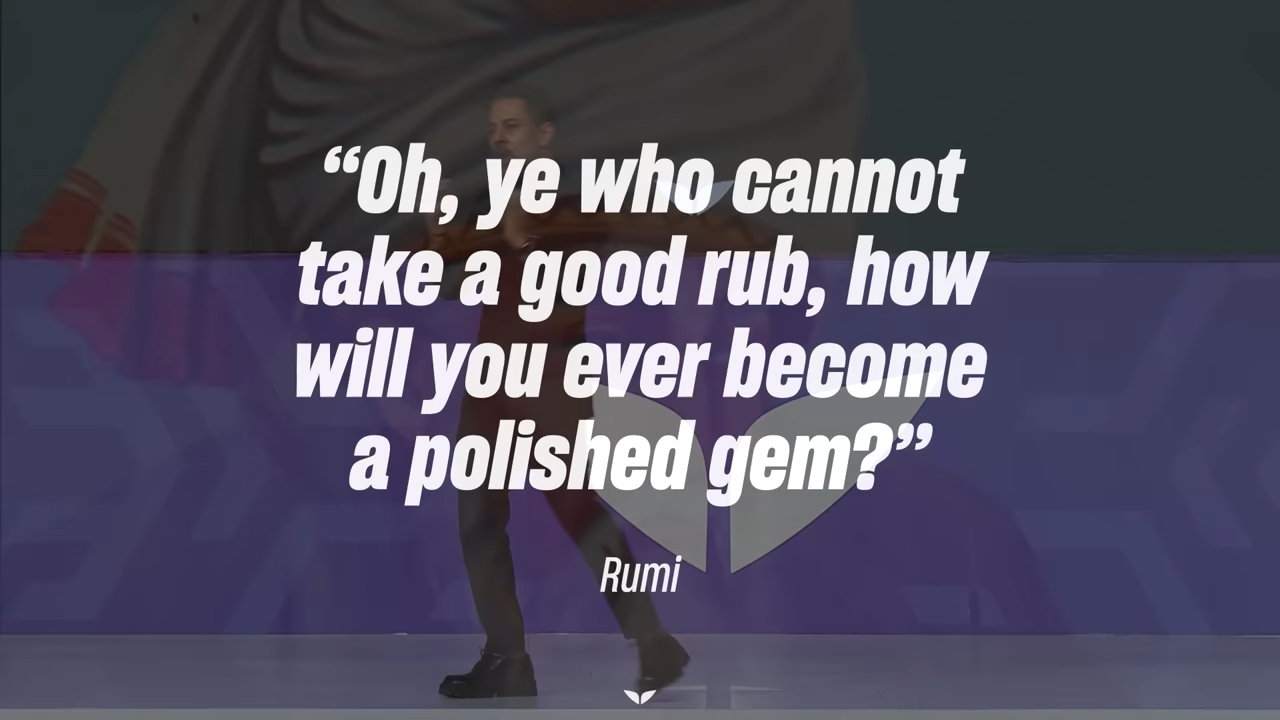 “Oh, ye who cannot
take a good rub, how
will you ever become
a polished gem?”
Rumi